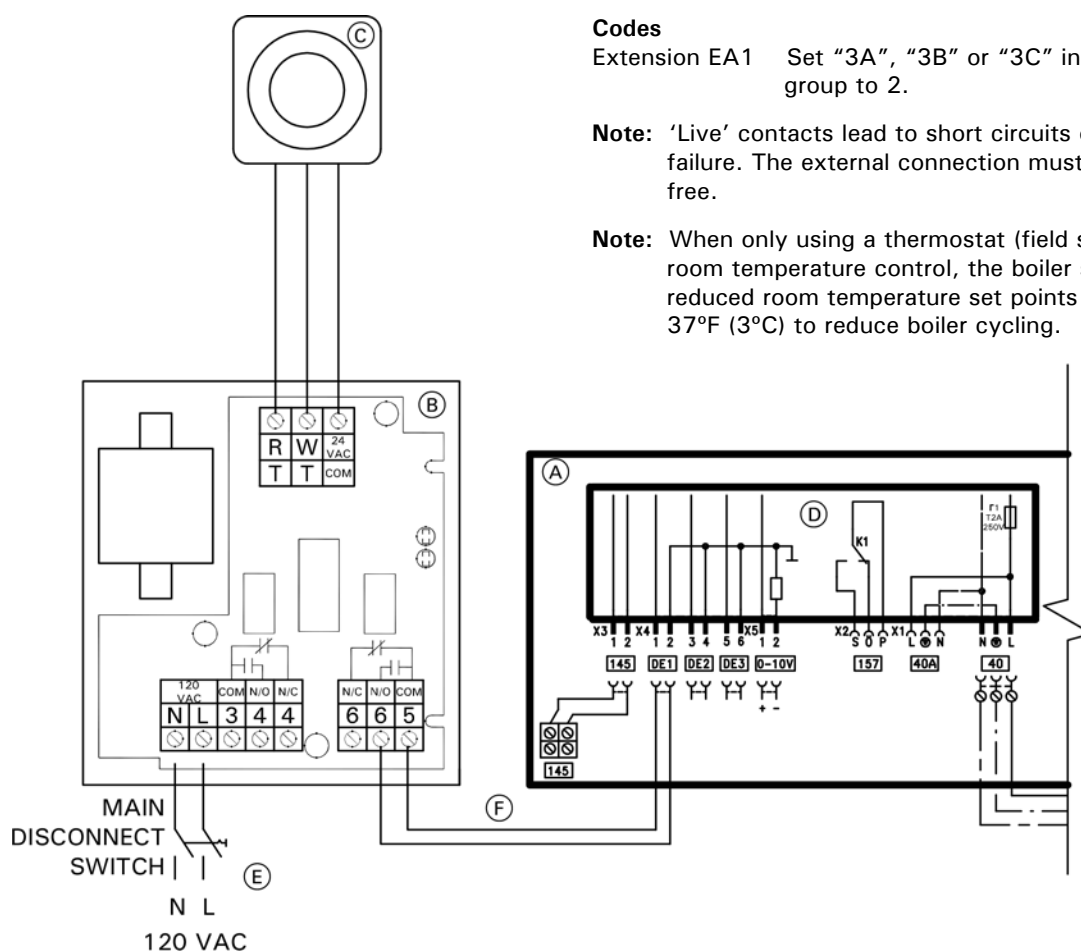 C
Codes
Extension EA1 Set “3A”, “3B” or “3C” in
group to 2.
Note: ‘Live’ contacts lead to short circuits
failure. The external connection must
free.
Note: When only using a thermostat (field
room temperature control, the boiler
reduced room temperature set points
37°F (3°C) to reduce boiler cycling.
B
R W 24 VAC
T T COM
A
D
F1
T2A
250V
K1
X3 X4 X5 X2 X1
1 2 1 2 3 4 5 6 1 2 S Ö P L N N L
145 DE1 DE2 DE3 0-10V 157 40A 40
+ -
145
120 VAC COM N/O N/C
N L 3 4 4
N/C N/O COM
6 6 5
F
MAIN
DISCONNECT
SWITCH
E
N L
120 VAC